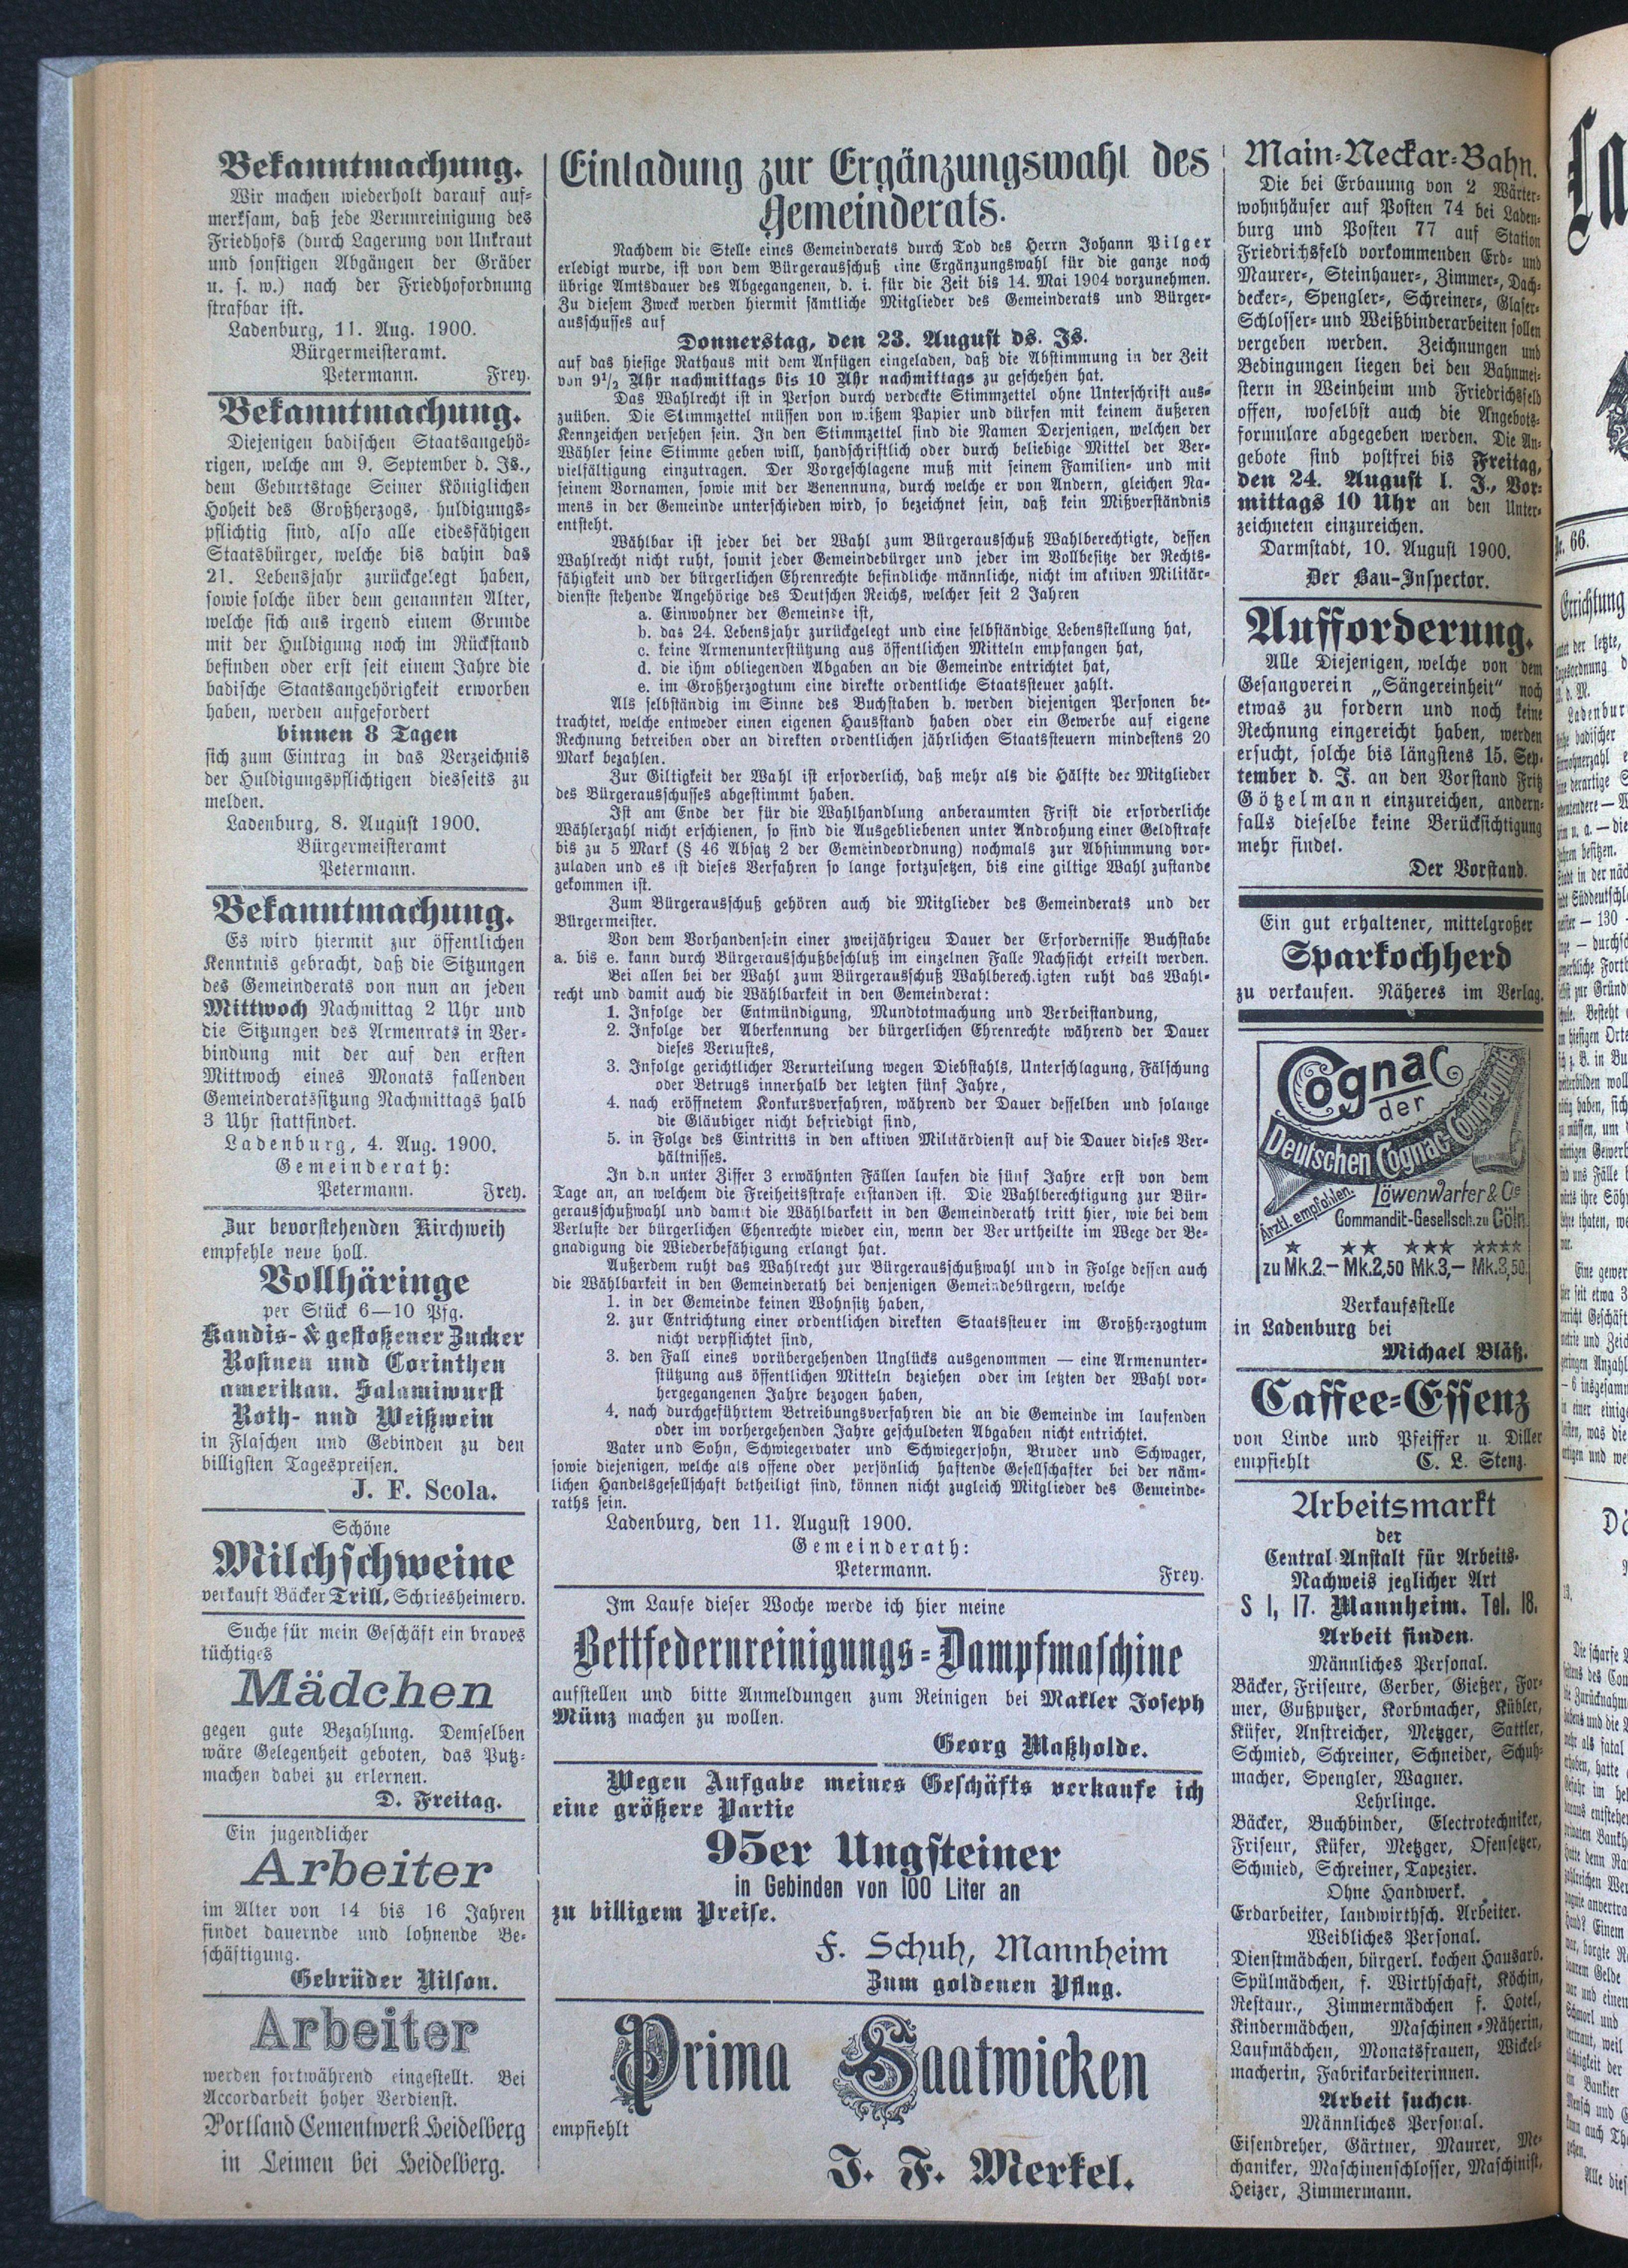 Bekanntmachung.
Wir machen wiederholt darauf auf-
merksam, daß jede Verunreinigung des
Friedhofs (durch Lagerung von Unkraut
und sonstigen Abgängen der Gräber
u. s. w.) nach der Friedhofordnung
strafbar ist.
Ladenburg, 11. Aug. 1900.
Bürgermeisteramt.
Petermann. Frey.
Bekanntmachung.
Diejenigen badischen Staatsangehö-
rigen, welche am 9. September d. Js.,
dem Geburtstage Seiner Königlichen
Hoheit des Großherzogs, huldigungs-
pflichtig sind, also alle eidesfähigen
Staatsbürger, welche bis dahin das
21. Lebensjahr zurückgelegt haben,
sowie solche über dem genannten Alter,
welche sich aus irgend einem Grunde
mit der Huldigung noch im Rückstand
befinden oder erst seit einem Jahre die
badische Staatsangehörigkeit erworben
haben, werden aufgefordert
binnen 8 Tagen
sich zum Eintrag in das Verzeichnis
der Huldigungspflichtigen diesseits zu
melden.
Ladenburg, 8. August 1900.
Bürgermeisteramt
Petermann.
Bekanntmachung.
Es wird hiermit zur öffentlichen
Kenntnis gebracht, daß die Sitzungen
des Gemeinderats von nun an jeden
Mittwoch Nachmittag 2 Uhr und
die Sitzungen des Armenrats in Ver-
bindung mit der auf den ersten
Mittwoch eines Monats fallenden
Gemeinderatssitzung Nachmittags halb
3 Uhr stattfindet.
Ladenburg, 4. Aug. 1900.
Gemeinderath:
Petermann. Frey.
Zur bevorstehenden Kirchweih
empfehle neue holl.
Vollhäringe
per Stück 6—10 Pfg.
Kandis- & gestoßener Zucker
Rosinen und Corinthen
amerikan. Salamiwurst
Roth- und Weißwein
in Flaschen und Gebinden zu den
billigsten Tagespreisen.
J. F. Scola.
Schöne
Milchschweine
verkauft Bäcker Trill, Schriesheimerv.
Suche für mein Geschäft ein braves
tüchtiges
Mädchen
gegen gute Bezahlung. Demselben
wäre Gelegenheit geboten, das Putz-
machen dabei zu erlernen.
D. Freitag.
Ein jugendlicher
Arbeiter
im Alter von 14 bis 16 Jahren
findet dauernde und lohnende Be-
schäftigung.
Gebrüder Nilson.
Arbeiter
werden fortwährend eingestellt. Bei
Accordarbeit hoher Verdienst.
Portland Cementwerk Heidelberg
in Leimen bei Heidelberg.
Einladung zur Ergänzungswahl des
Gemeinderats.
Nachdem die Stelle eines Gemeinderats durch Tod des Herrn Johann Pilger
erledigt wurde, ist von dem Bürgerausschuß eine Ergänzungswahl für die ganze noch
übrige Amtsdauer des Abgegangenen, d. i. für die Zeit bis 14. Mai 1904 vorzunehmen.
Zu diesem Zweck werden hiermit sämtliche Mitglieder des Gemeinderats und Bürger-
ausschusses auf
Donnerstag, den 23. August ds. Js.
auf das hiesige Rathaus mit dem Anfügen eingeladen, daß die Abstimmung in der Zeit
von 9½ Uhr nachmittags bis 10 Uhr nachmittags zu geschehen hat.
Das Wahlrecht ist in Person durch verdeckte Stimmzettel ohne Unterschrift aus-
zuüben. Die Stimmzettel müssen von w.ißem Papier und dürfen mit keinem äußeren
Kennzeichen versehen sein. In den Stimmzettel sind die Namen Derjenigen, welchen der
Wähler seine Stimme geben will, handschriftlich oder durch beliebige Mittel der Ver-
vielfältigung einzutragen. Der Vorgeschlagene muß mit seinem Familien- und mit
seinem Vornamen, sowie mit der Benennung, durch welche er von Andern, gleichen Na-
mens in der Gemeinde unterschieden wird, so bezeichnet sein, daß kein Mißverständnis
entsteht.
Wählbar ist jeder bei der Wahl zum Bürgerausschuß Wahlberechtigte, dessen
Wahlrecht nicht ruht, somit jeder Gemeindebürger und jeder im Vollbesitze der Rechts-
fähigkeit und der bürgerlichen Ehrenrechte befindliche männliche, nicht im aktiven Militär-
dienste stehende Angehörige des Deutschen Reichs, welcher seit 2 Jahren
a. Einwohner der Gemeinde ist,
b. das 24. Lebensjahr zurückgelegt und eine selbständige Lebensstellung hat,
c. keine Armenunterstützung aus öffentlichen Mitteln empfangen hat,
d. die ihm obliegenden Abgaben an die Gemeinde entrichtet hat,
e. im Großherzogtum eine direkte ordentliche Staatssteuer zahlt.
Als selbständig im Sinne des Buchstaben b. werden diejenigen Personen be-
trachtet, welche entweder einen eigenen Hausstand haben oder ein Gewerbe auf eigene
Rechnung betreiben oder an direkten ordentlichen jährlichen Staatssteuern mindestens 20
Mark bezahlen.
Zur Giltigkeit der Wahl ist erforderlich, daß mehr als die Hälfte der Mitglieder
des Bürgerausschusses abgestimmt haben.
Ist am Ende der für die Wahlhandlung anberaumten Frist die erforderliche
Wählerzahl nicht erschienen, so sind die Ausgebliebenen unter Androhung einer Geldstrafe
bis zu 5 Mark (§ 46 Absatz 2 der Gemeindeordnung) nochmals zur Abstimmung vor-
zuladen und es ist dieses Verfahren so lange fortzusetzen, bis eine giltige Wahl zustande
gekommen ist.
Zum Bürgerausschuß gehören auch die Mitglieder des Gemeinderats und der
Bürgermeister.
Von dem Vorhandensein einer zweijährigen Dauer der Erfordernisse Buchstabe
a. bis e. kann durch Bürgerausschußbeschluß im einzelnen Falle Nachsicht erteilt werden.
Bei allen bei der Wahl zum Bürgerausschuß Wahlberech.igten ruht das Wahl-
recht und damit auch die Wählbarkeit in den Gemeinderat:
1. Infolge der Entmündigung, Mundtotmachung und Verbeistandung,
2. Infolge der Aberkennung der bürgerlichen Ehrenrechte während der Dauer
dieses Verlustes,
3. Infolge gerichtlicher Verurteilung wegen Diebstahls, Unterschlagung, Fälschung
oder Betrugs innerhalb der letzten fünf Jahre,
4. nach eröffnetem Konkursverfahren, während der Dauer desselben und solange
die Gläubiger nicht befriedigt sind,
5. in Folge des Eintritts in den aktiven Militärdienst auf die Dauer dieses Ver-
hältnisses.
In d.n unter Ziffer 3 erwähnten Fällen laufen die fünf Jahre erst von dem
Tage an, an welchem die Freiheitsstrafe erstanden ist. Die Wahlberechtigung zur Bür-
gerausschußwahl und damit die Wählbarkeit in den Gemeinderath tritt hier, wie bei dem
Verluste der bürgerlichen Ehenrechte wieder ein, wenn der Verurtheilte im Wege der Be-
gnadigung die Wiederbefähigung erlangt hat.
Außerdem ruht das Wahlrecht zur Bürgerausschußwahl und in Folge dessen auch
die Wählbarkeit in den Gemeinderath bei denjenigen Gemeindebürgern, welche
1. in der Gemeinde keinen Wohnsitz haben,
2. zur Entrichtung einer ordentlichen direkten Staatssteuer im Großherzogtum
nicht verpflichtet sind,
3. den Fall eines vorübergehenden Unglücks ausgenommen — eine Armenunter-
stützung aus öffentlichen Mitteln beziehen oder im letzten der Wahl vor-
hergegangenen Jahre bezogen haben,
4. nach durchgeführtem Betreibungsverfahren die an die Gemeinde im laufenden
oder im vorhergehenden Jahre geschuldeten Abgaben nicht entrichtet.
Vater und Sohn, Schwiegervater und Schwiegersohn, Bruder und Schwager,
sowie diejenigen, welche als offene oder persönlich haftende Gesellschafter bei der näm-
lichen Handelsgesellschaft betheiligt sind, können nicht zugleich Mitglieder des Gemeinde-
raths sein.
Ladenburg, den 11. August 1900.
Gemeinderath:
Petermann. Frey.
Im Laufe dieser Woche werde ich hier meine
Bettfedernreinigungs-Dampfmaschine
aufstellen und bitte Anmeldungen zum Reinigen bei Makler Joseph
Münz machen zu wollen.
Georg Maßholde.
Wegen Aufgabe meines Geschäfts verkaufe ich
eine größere Partie
95er Ungsteiner
in Gebinden von 100 Liter an
zu billigem Preise.
F. Schuh, Mannheim
Zum goldenen Pflug.
Prima Saatwicken
empfiehlt
J. F. Merkel.
Main-Neckar-Bahn.
Die bei Erbauung von 2 Wärter-
wohnhäuser auf Posten 74 bei Laden-
burg und Posten 77 auf Station
Friedrichsfeld vorkommenden Erd- und
Maurer-, Steinhauer-, Zimmer-, Dach-
decker-, Spengler-, Schreiner-, Glaser-
Schlosser- und Weißbinderarbeiten sollen
vergeben werden. Zeichnungen und
Bedingungen liegen bei den Bahnmei-
stern in Weinheim und Friedrichsfeld
offen, woselbst auch die Angebots-
formulare abgegeben werden. Die An-
gebote sind postfrei bis Freitag,
den 24. August l. J., Vor-
mittags 10 Uhr an den Unter-
zeichneten einzureichen.
Darmstadt, 10. August 1900.
Der Bau-Inspector.
Aufforderung.
Alle Diejenigen, welche von dem
Gesangverein „Sängereinheit“ noch
etwas zu fordern und noch keine
Rechnung eingereicht haben, werden
ersucht, solche bis längstens 15. Sep-
tember d. J. an den Vorstand Fritz
Götzelmann einzureichen, andern-
falls dieselbe keine Berücksichtigung
mehr findet.
Der Vorstand.
Ein gut erhaltener, mittelgroßer
Sparkochherd
zu verkaufen. Näheres im Verlag.
Cognac
der
Deutschen Cognac-Compagnie
Löwenwarter & Cie
Ärztl. empfohlen.
Commandit-Gesellsch. zu Cöln
★ ★★ ★★★ ★★★★
zu Mk.2.— Mk.2,50 Mk.3,— Mk.3,50
Verkaufsstelle
in Ladenburg bei
Michael Bläß.
Caffee-Essenz
von Linde und Pfeiffer u. Diller
empfiehlt C. L. Stenz.
Arbeitsmarkt
der
Central-Anstalt für Arbeits-
Nachweis jeglicher Art
S 1, 17. Mannheim. Tel. 18.
Arbeit finden.
Männliches Personal.
Bäcker, Friseure, Gerber, Gießer, For-
mer, Gußputzer, Korbmacher, Kübler,
Küfer, Anstreicher, Metzger, Sattler,
Schmied, Schreiner, Schneider, Schuh-
macher, Spengler, Wagner.
Lehrlinge.
Bäcker, Buchbinder, Electrotechniker,
Friseur, Küfer, Metzger, Ofensetzer,
Schmied, Schreiner, Tapezier.
Ohne Handwerk.
Erdarbeiter, landwirthsch. Arbeiter.
Weibliches Personal.
Dienstmädchen, bürgerl. kochen Hausarb.
Spülmädchen, f. Wirthschaft, Köchin,
Restaur., Zimmermädchen f. Hotel,
Kindermädchen, Maschinen-Näherin,
Laufmädchen, Monatsfrauen, Wickel-
macherin, Fabrikarbeiterinnen.
Arbeit suchen.
Männliches Personal.
Eisendreher, Gärtner, Maurer, Me-
chaniker, Maschinenschlosser, Maschinist,
Heizer, Zimmermann.